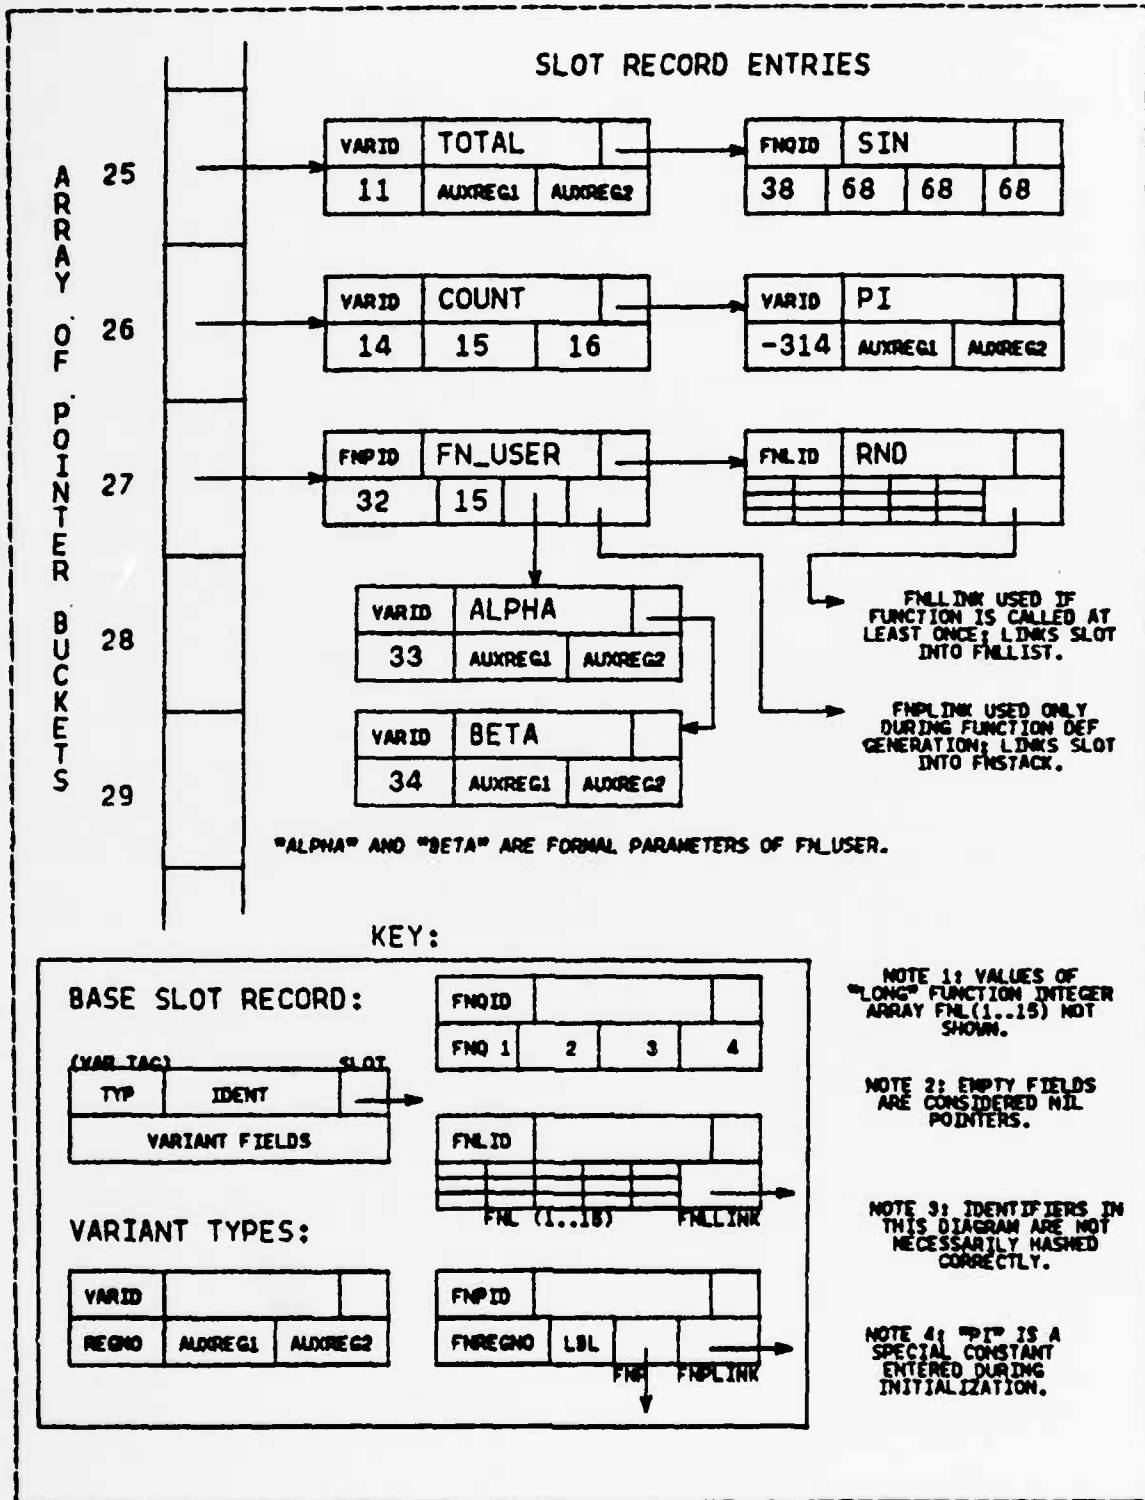 SLOT RECORD ENTRIES
ARRAY OF POINTER BUCKETS
25
VARID TOTAL
11 AUXREG1 AUXREG2
FNQID SIN
38 68 68 68
26
VARID COUNT
14 15 16
VARID PI
-314 AUXREG1 AUXREG2
27
FNPID FN_USER
32 15
FNLID RND
28
VARID ALPHA
33 AUXREG1 AUXREG2
FNLLINK USED IF
FUNCTION IS CALLED AT
LEAST ONCE; LINKS SLOT
INTO FNLLIST.
29
VARID BETA
34 AUXREG1 AUXREG2
FNPLINK USED ONLY
DURING FUNCTION DEF
GENERATION; LINKS SLOT
INTO FNSTACK.
"ALPHA" AND "BETA" ARE FORMAL PARAMETERS OF FN_USER.
KEY:
BASE SLOT RECORD:
(VAR TAG) SLOT
TYP IDENT
VARIANT FIELDS
VARIANT TYPES:
VARID
REGNO AUXREG1 AUXREG2
FNQID
FNQ 1 2 3 4
FNLID
FNL (1..15) FNLLINK
FNPID
FNREGNO LBL
FNP FNPLINK
NOTE 1: VALUES OF
"LONG" FUNCTION INTEGER
ARRAY FNL(1..15) NOT
SHOWN.
NOTE 2: EMPTY FIELDS
ARE CONSIDERED NIL
POINTERS.
NOTE 3: IDENTIFIERS IN
THIS DIAGRAM ARE NOT
NECESSARILY HASHED
CORRECTLY.
NOTE 4: "PI" IS A
SPECIAL CONSTANT
ENTERED DURING
INITIALIZATION.